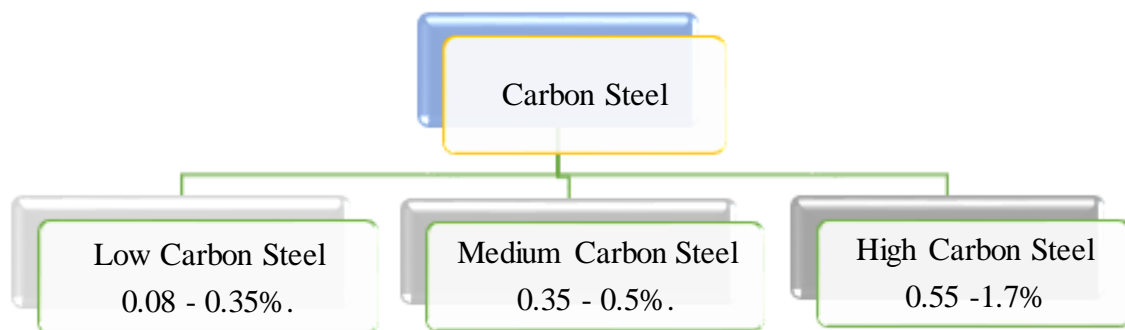 Carbon Steel
Low Carbon Steel
0.08 - 0.35%.
Medium Carbon Steel
0.35 - 0.5%.
High Carbon Steel
0.55 -1.7%